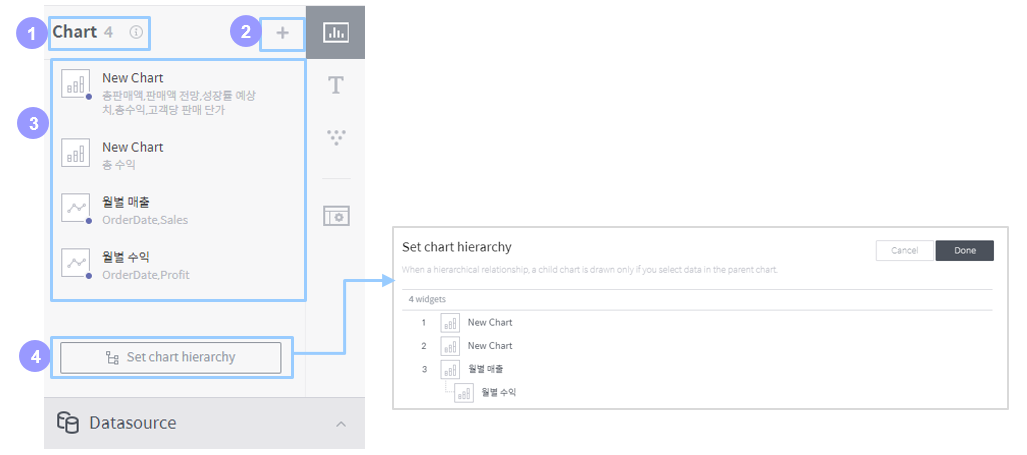 1
Chart 4
2
+
3
New Chart
총판매액,판매액 전망,성장률 예상
치,총수익,고객당 판매 단가
New Chart
총 수익
월별 매출
OrderDate,Sales
월별 수익
OrderDate,Profit
4
Set chart hierarchy
Datasource
T
Set chart hierarchy
Cancel
Done
When a hierarchical relationship, a child chart is drawn only if you select data in the parent chart.
4 widgets
1 New Chart
2 New Chart
3 월별 매출
월별 수익